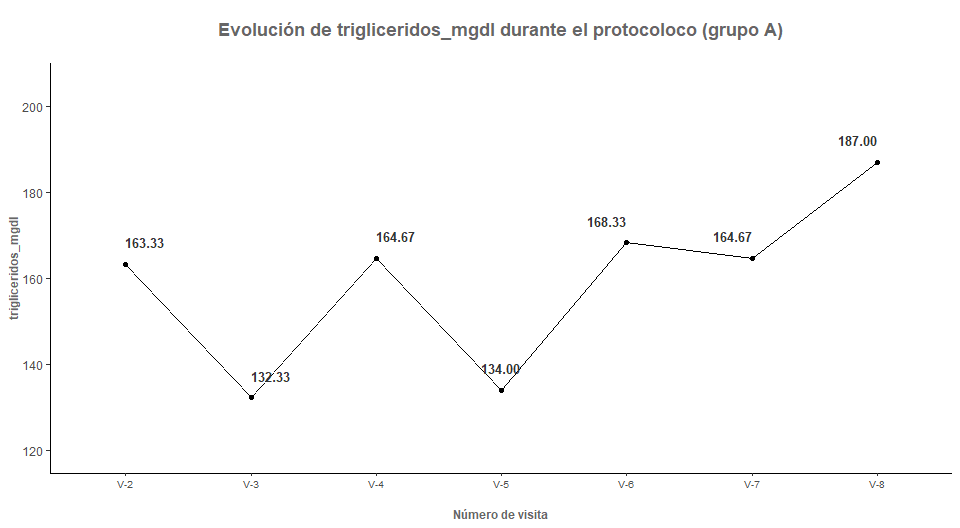 Evolución de trigliceridos_mgdl durante el protocoloco (grupo A)
200
180
160
140
120
trigliceridos_mgdl
163.33
132.33
164.67
134.00
168.33
164.67
187.00
V-2
V-3
V-4
V-5
V-6
V-7
V-8
Número de visita